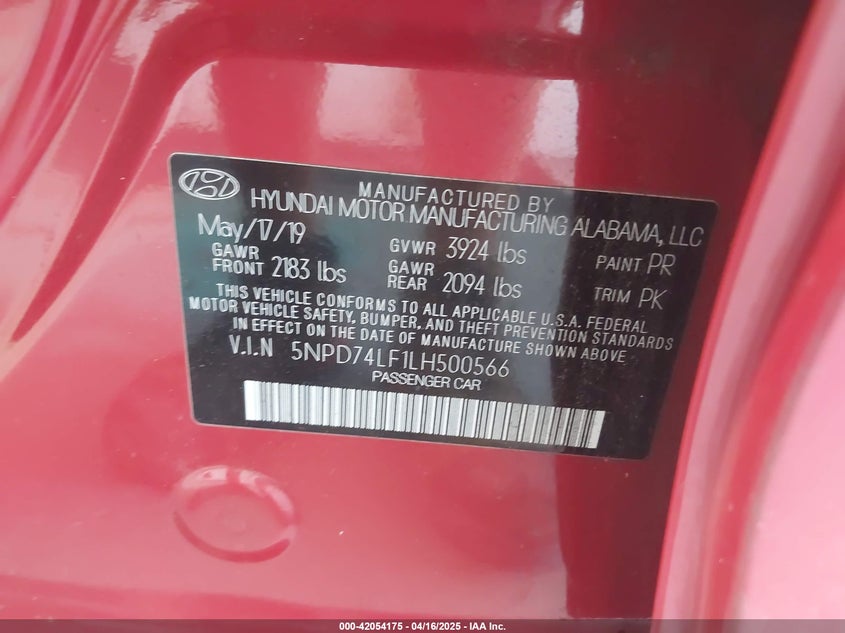 MANUFACTURED BY
HYUNDAI MOTOR MANUFACTURING ALABAMA, LLC
May/17/19 GVWR 3924 lbs PAINT PR
GAWR FRONT 2183 lbs GAWR REAR 2094 lbs TRIM PK
THIS VEHICLE CONFORMS TO ALL APPLICABLE U.S.A. FEDERAL
MOTOR VEHICLE SAFETY, BUMPER, AND THEFT PREVENTION STANDARDS
IN EFFECT ON THE DATE OF MANUFACTURE SHOWN ABOVE
V.I.N 5NPD74LF1LH500566
PASSENGER CAR
000-42054175 - 04/16/2025 - IAA Inc.